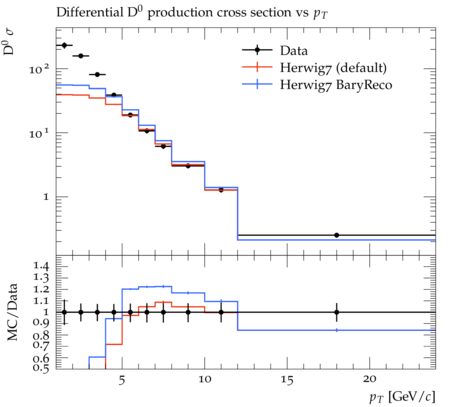 Differential D⁰ production cross section vs p_T
D⁰ σ
Data
Herwig7 (default)
Herwig7 BaryReco
10²
10¹
1
MC/Data
1.4
1.3
1.2
1.1
1
0.9
0.8
0.7
0.6
0.5
5
10
15
20
p_T [GeV/c]